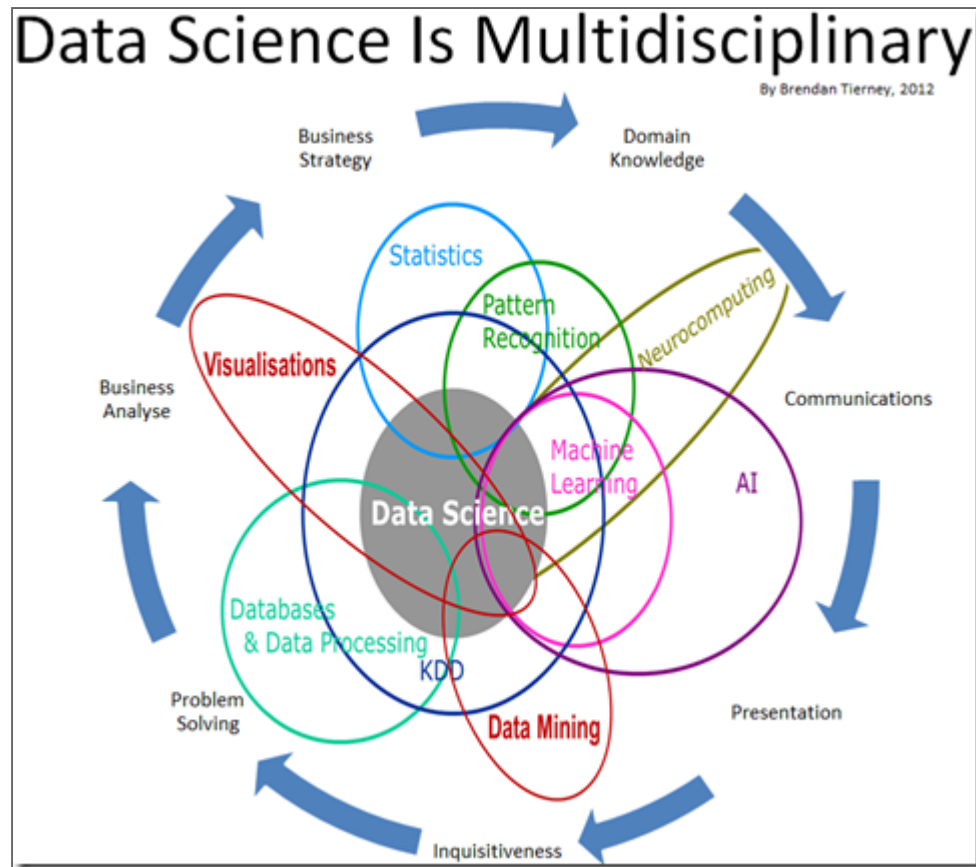 Data Science Is Multidisciplinary
By Brendan Tierney, 2012
Business
Strategy
Domain
Knowledge
Statistics
Pattern
Recognition
Neurocomputing
Visualisations
Business
Analyse
Communications
Machine
Learning
AI
Data Science
Databases
& Data Processing
KDD
Problem
Solving
Data Mining
Presentation
Inquisitiveness